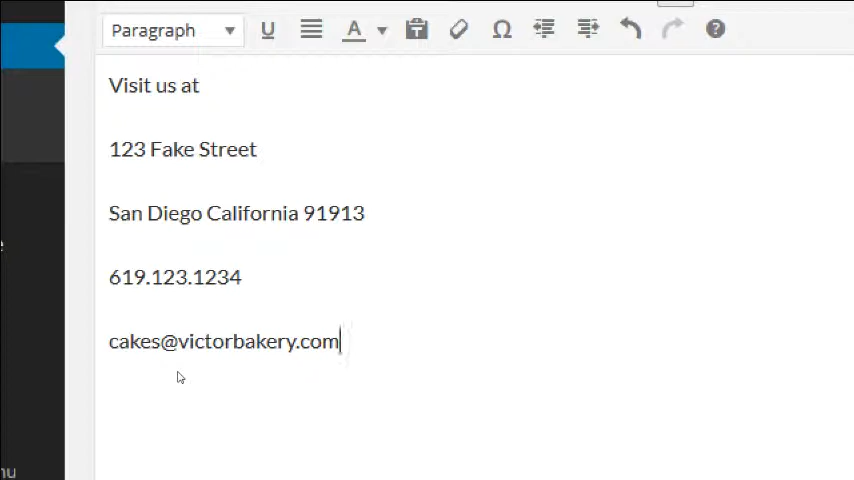 Paragraph
Visit us at
123 Fake Street
San Diego California 91913
619.123.1234
cakes@victorbakery.com